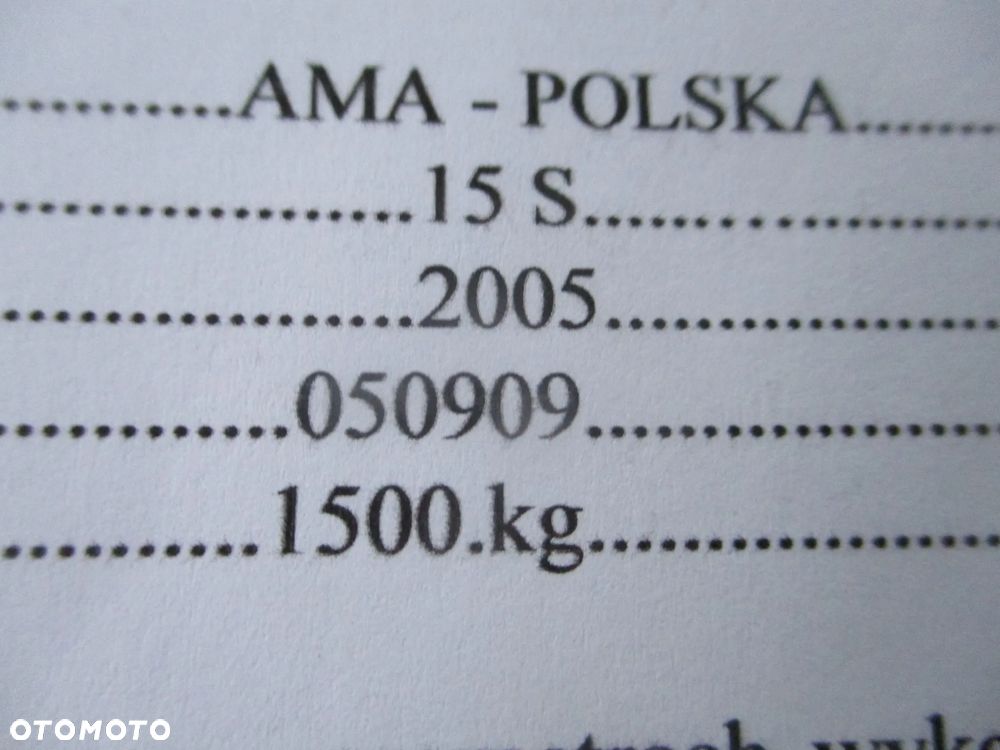 ..........AMA - POLSKA........
................15 S....................
................2005....................
............050909....................
..........1500.kg....................
OTOMOTO